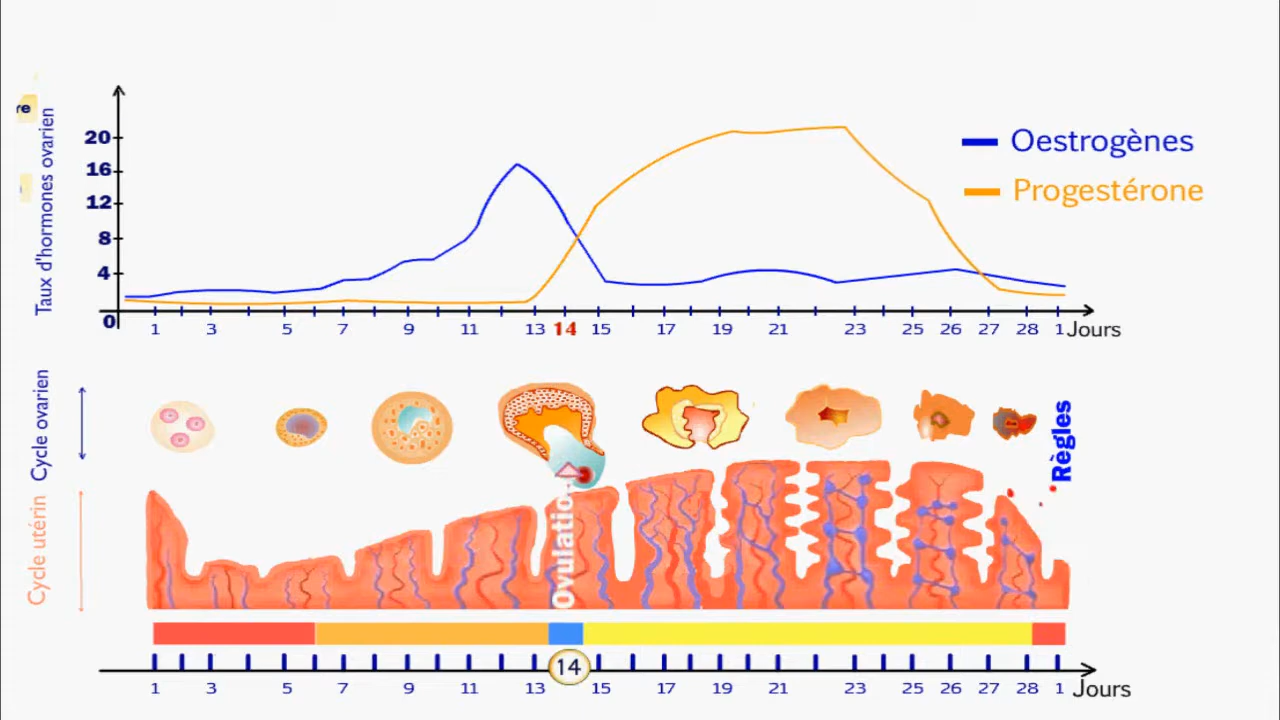 re
Taux d'hormones ovarien
20
16
12
8
4
0
1 3 5 7 9 11 13 14 15 17 19 21 23 25 26 27 28 1 Jours
Oestrogènes
Progestérone
Cycle ovarien
Cycle utérin
Ovulation
Règles
14
1 3 5 7 9 11 13 15 17 19 21 23 25 26 27 28 1 Jours